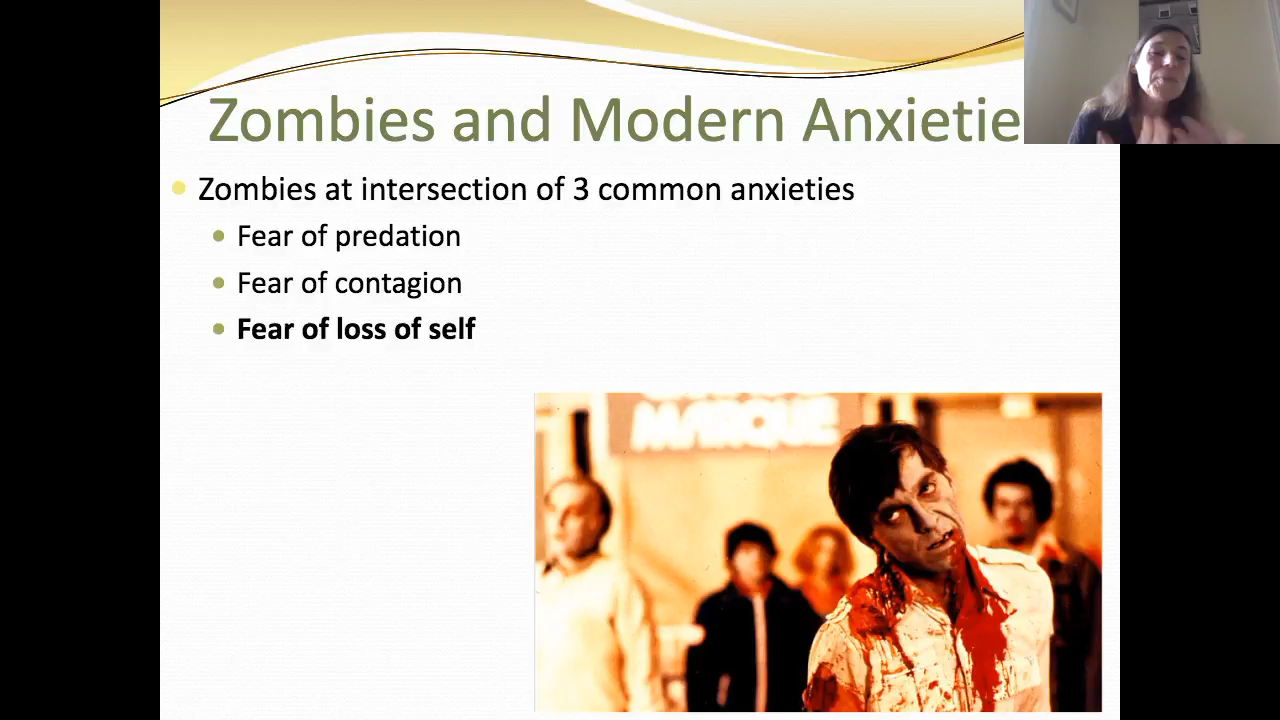 Zombies and Modern Anxietie
Zombies at intersection of 3 common anxieties
Fear of predation
Fear of contagion
Fear of loss of self
MARQUE